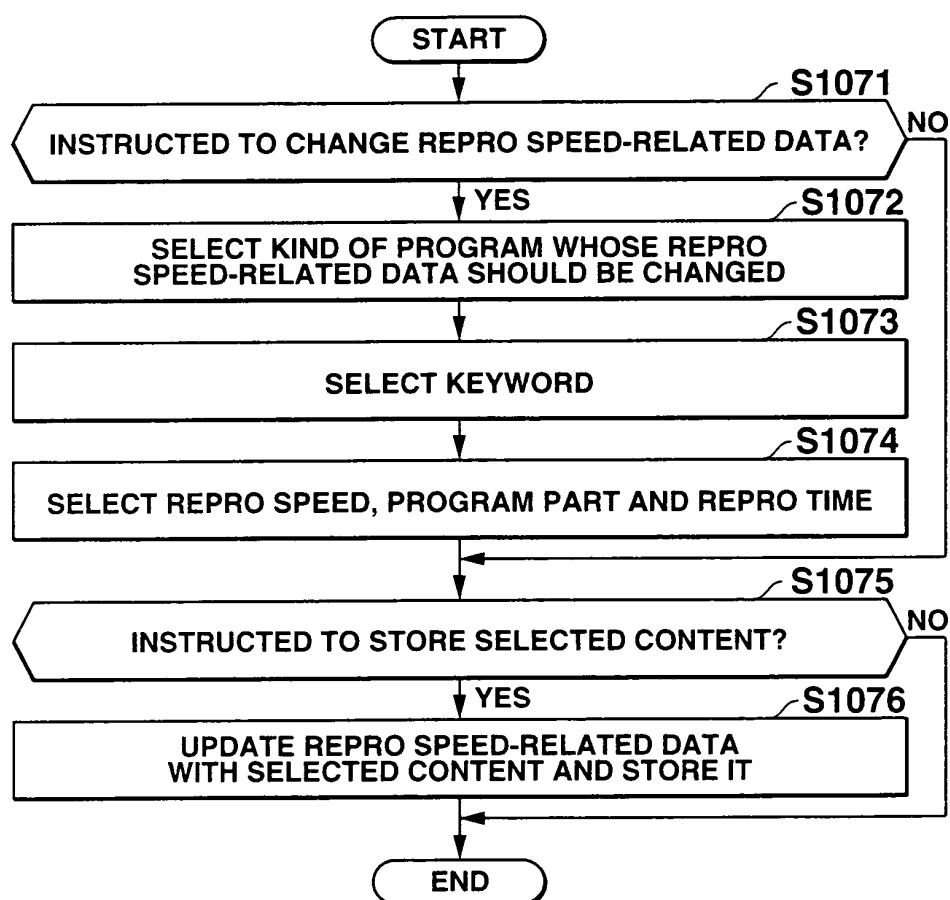 START
S1071
INSTRUCTED TO CHANGE REPRO SPEED-RELATED DATA?
NO
YES
S1072
SELECT KIND OF PROGRAM WHOSE REPRO
SPEED-RELATED DATA SHOULD BE CHANGED
S1073
SELECT KEYWORD
S1074
SELECT REPRO SPEED, PROGRAM PART AND REPRO TIME
S1075
INSTRUCTED TO STORE SELECTED CONTENT?
NO
YES
S1076
UPDATE REPRO SPEED-RELATED DATA
WITH SELECTED CONTENT AND STORE IT
END